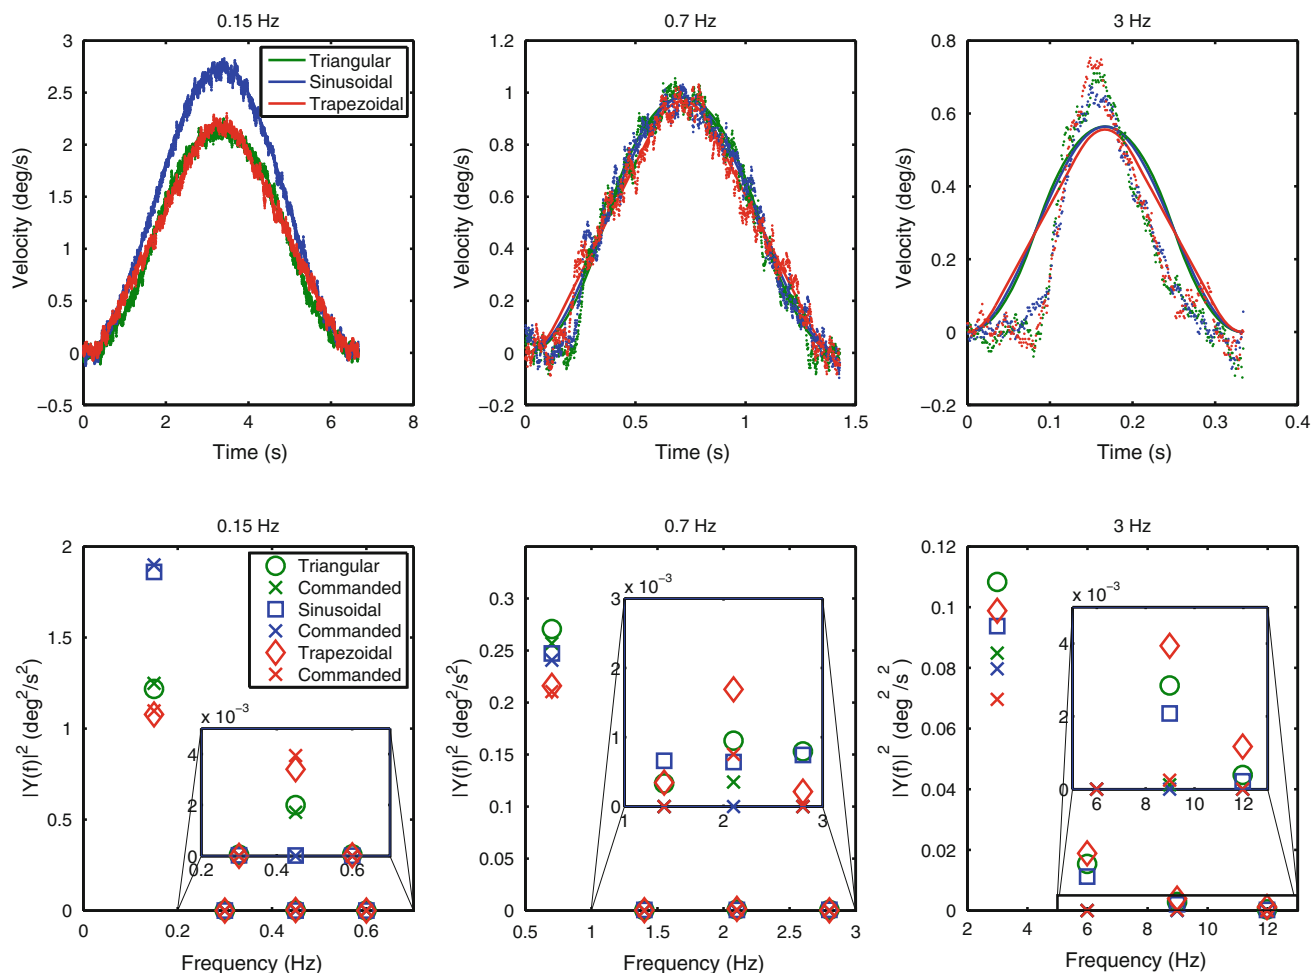 0.15 Hz
3
2.5
2
1.5
1
0.5
0
−0.5
0 2 4 6 8
Velocity (deg/s)
Time (s)
Triangular
Sinusoidal
Trapezoidal
0.7 Hz
1.2
1
0.8
0.6
0.4
0.2
0
−0.2
0 0.5 1 1.5
Velocity (deg/s)
Time (s)
3 Hz
0.8
0.6
0.4
0.2
0
−0.2
0 0.1 0.2 0.3 0.4
Velocity (deg/s)
Time (s)
0.15 Hz
2
1.5
1
0.5
0
0 0.2 0.4 0.6
|Y(f)|² (deg²/s²)
Frequency (Hz)
Triangular
Commanded
Sinusoidal
Commanded
Trapezoidal
Commanded
x 10⁻³
4
2
0
0.2 0.4 0.6
0.7 Hz
0.3
0.25
0.2
0.15
0.1
0.05
0
0.5 1 1.5 2 2.5 3
|Y(f)|² (deg²/s²)
Frequency (Hz)
x 10⁻³
3
2
1
0
1 2 3
3 Hz
0.12
0.1
0.08
0.06
0.04
0.02
0
2 4 6 8 10 12
|Y(f)|² (deg²/s²)
Frequency (Hz)
x 10⁻³
4
2
0
6 8 10 12